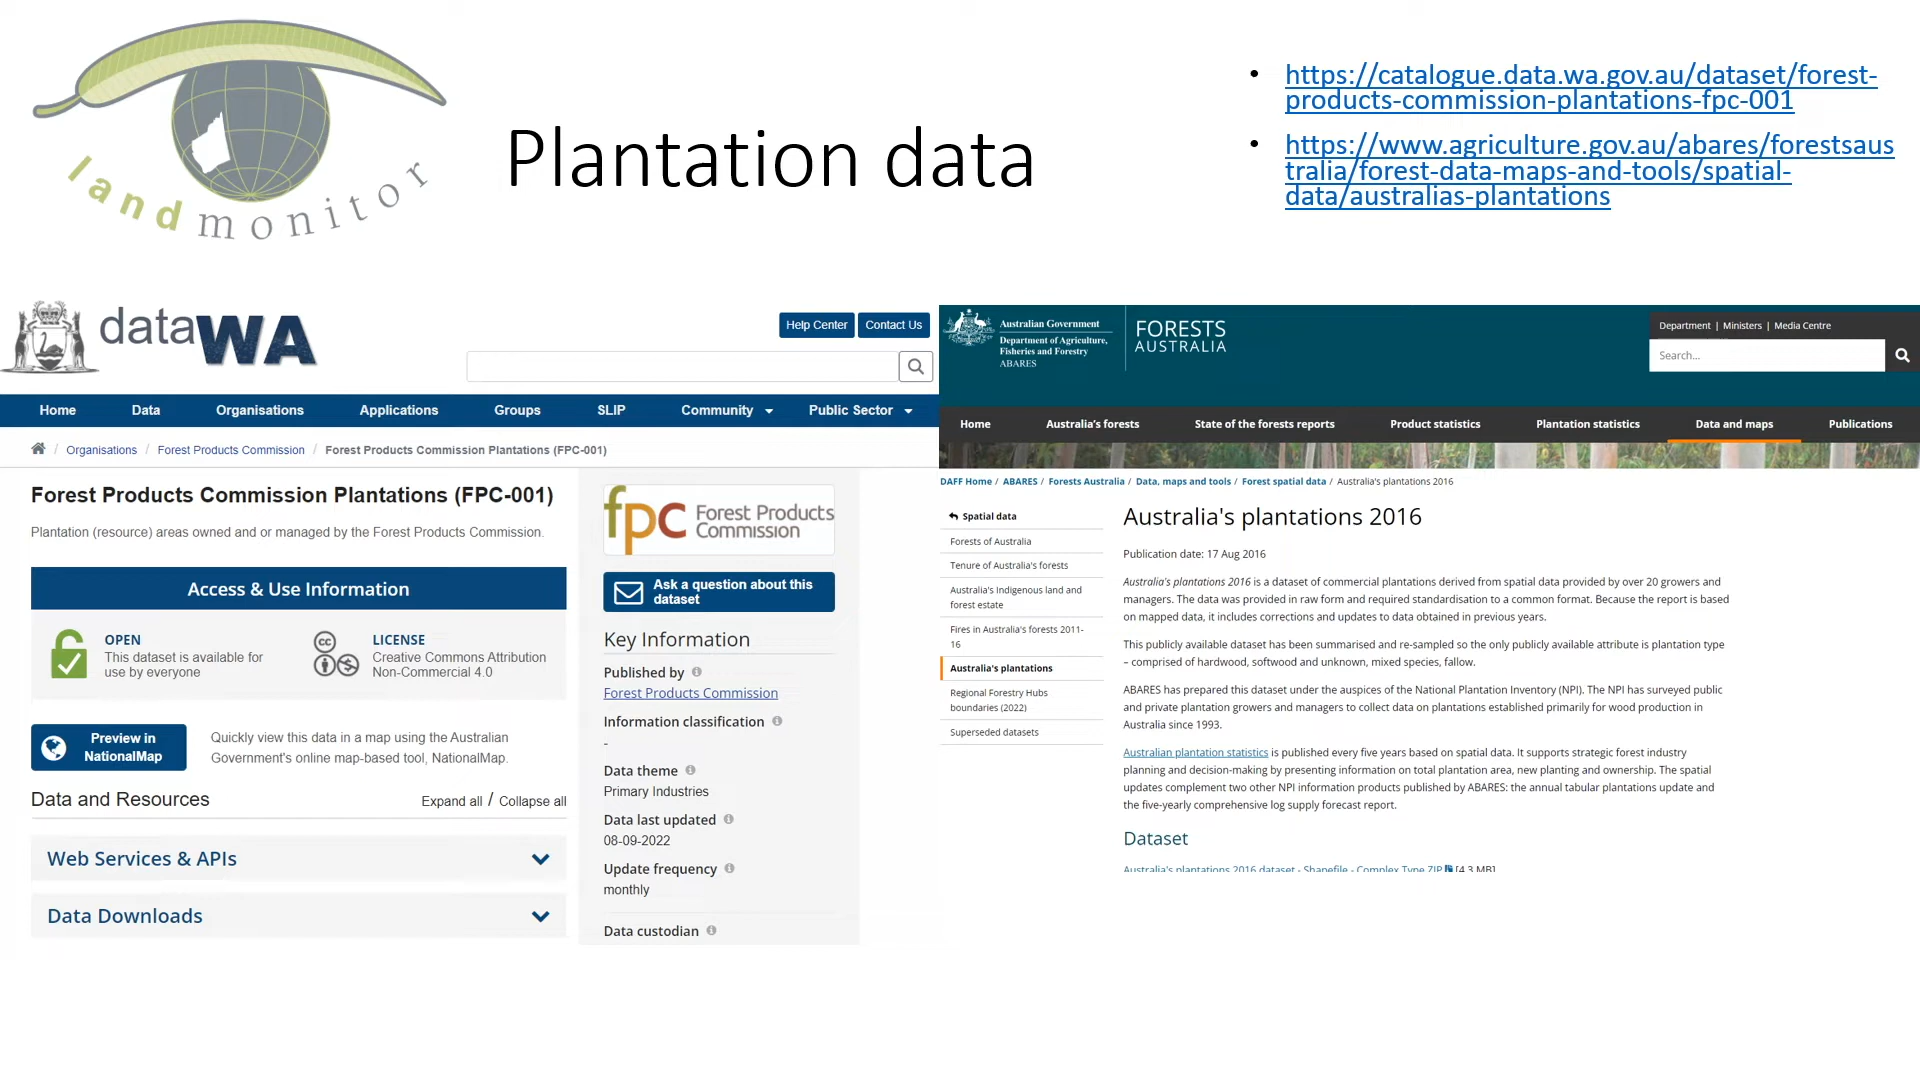 landmonitor
Plantation data
• https://catalogue.data.wa.gov.au/dataset/forest-
products-commission-plantations-fpc-001
• https://www.agriculture.gov.au/abares/forestsaus
tralia/forest-data-maps-and-tools/spatial-
data/australias-plantations
dataWA
Help Center Contact Us
Home Data Organisations Applications Groups SLIP Community Public Sector
/ Organisations / Forest Products Commission / Forest Products Commission Plantations (FPC-001)
Forest Products Commission Plantations (FPC-001)
Plantation (resource) areas owned and or managed by the Forest Products Commission.
Access & Use Information
OPEN
This dataset is available for
use by everyone
cc
LICENSE
Creative Commons Attribution
Non-Commercial 4.0
Preview in
NationalMap
Quickly view this data in a map using the Australian
Government's online map-based tool, NationalMap.
Data and Resources
Expand all / Collapse all
Web Services & APIs
Data Downloads
fpc Forest Products
Commission
Ask a question about this
dataset
Key Information
Published by
Forest Products Commission
Information classification
-
Data theme
Primary Industries
Data last updated
08-09-2022
Update frequency
monthly
Data custodian
Australian Government
Department of Agriculture,
Fisheries and Forestry
ABARES
FORESTS
AUSTRALIA
Department | Ministers | Media Centre
Search...
Home Australia's forests State of the forests reports Product statistics Plantation statistics Data and maps Publications
DAFF Home / ABARES / Forests Australia / Data, maps and tools / Forest spatial data / Australia's plantations 2016
Spatial data
Forests of Australia
Tenure of Australia's forests
Australia's Indigenous land and
forest estate
Fires in Australia's forests 2011-
16
Australia's plantations
Regional Forestry Hubs
boundaries (2022)
Superseded datasets
Australia's plantations 2016
Publication date: 17 Aug 2016
Australia's plantations 2016 is a dataset of commercial plantations derived from spatial data provided by over 20 growers and
managers. The data was provided in raw form and required standardisation to a common format. Because the report is based
on mapped data, it includes corrections and updates to data obtained in previous years.
This publicly available dataset has been summarised and re-sampled so the only publicly available attribute is plantation type
– comprised of hardwood, softwood and unknown, mixed species, fallow.
ABARES has prepared this dataset under the auspices of the National Plantation Inventory (NPI). The NPI has surveyed public
and private plantation growers and managers to collect data on plantations established primarily for wood production in
Australia since 1993.
Australian plantation statistics is published every five years based on spatial data. It supports strategic forest industry
planning and decision-making by presenting information on total plantation area, new planting and ownership. The spatial
updates complement two other NPI information products published by ABARES: the annual tabular plantations update and
the five-yearly comprehensive log supply forecast report.
Dataset
Australia's plantations 2016 dataset - Shapefile - Complex Type ZIP [4.3 MB]